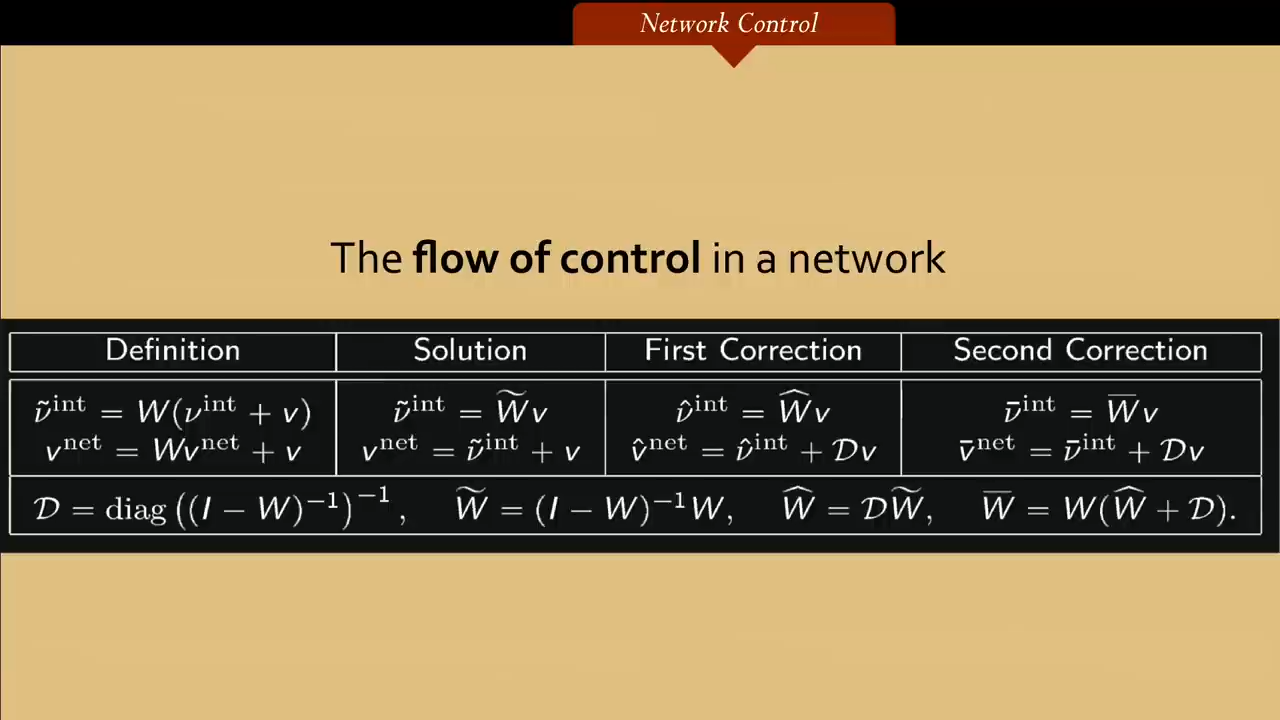 Network Control
The flow of control in a network
Definition Solution First Correction Second Correction
ṽ^int = W(ν^int + v) ν̃^int = W̃v ν̂^int = Ŵv ν̄^int = W̄v
v^net = Wv^net + v v^net = ν̃^int + v ν̂^net = ν̂^int + 𝒟v ν̄^net = ν̄^int + 𝒟v
𝒟 = diag((I − W)^−1)^−1, W̃ = (I − W)^−1W, Ŵ = 𝒟W̃, W̄ = W(Ŵ + 𝒟).